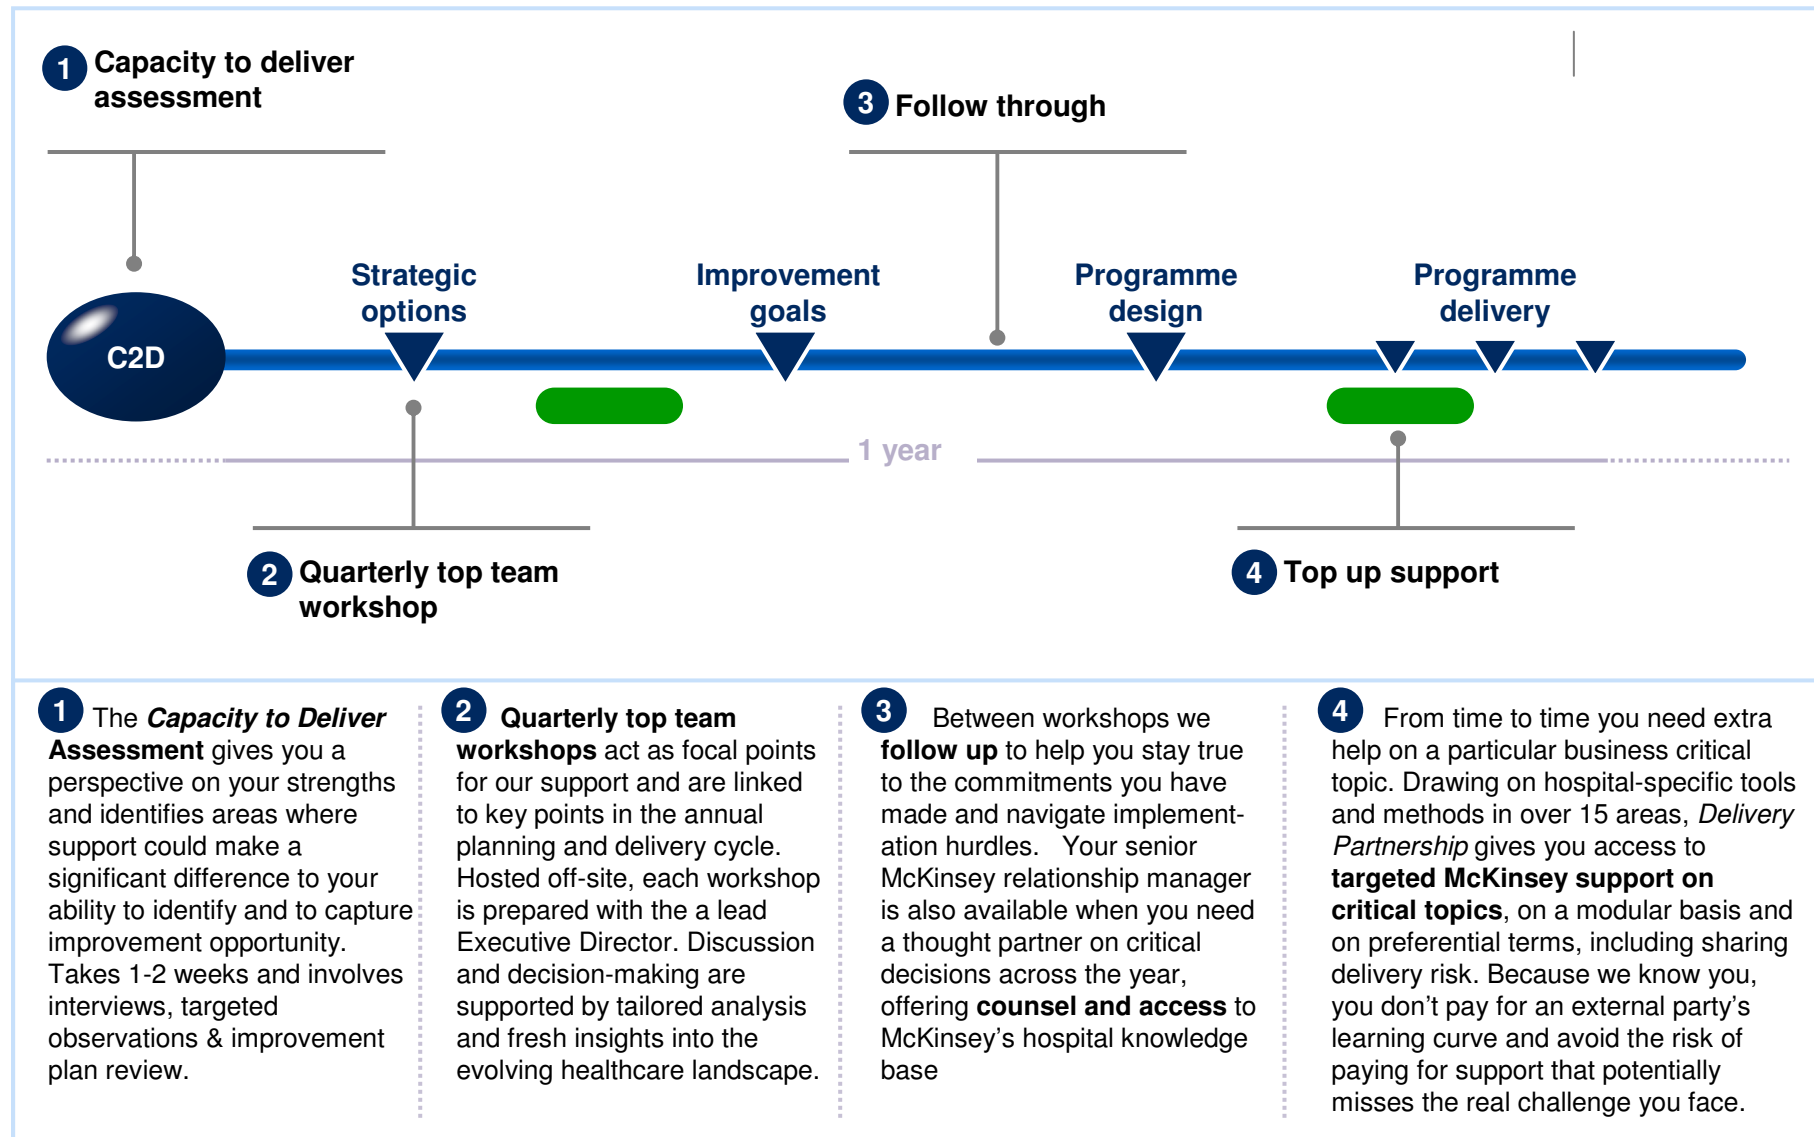 1 Capacity to deliver
assessment
3 Follow through
Strategic
options
Improvement
goals
Programme
design
Programme
delivery
C2D
1 year
2 Quarterly top team
workshop
4 Top up support
1 The Capacity to Deliver
Assessment gives you a
perspective on your strengths
and identifies areas where
support could make a
significant difference to your
ability to identify and to capture
improvement opportunity.
Takes 1-2 weeks and involves
interviews, targeted
observations & improvement
plan review.
2 Quarterly top team
workshops act as focal points
for our support and are linked
to key points in the annual
planning and delivery cycle.
Hosted off-site, each workshop
is prepared with the a lead
Executive Director. Discussion
and decision-making are
supported by tailored analysis
and fresh insights into the
evolving healthcare landscape.
3 Between workshops we
follow up to help you stay true
to the commitments you have
made and navigate implement-
ation hurdles. Your senior
McKinsey relationship manager
is also available when you need
a thought partner on critical
decisions across the year,
offering counsel and access to
McKinsey's hospital knowledge
base
4 From time to time you need extra
help on a particular business critical
topic. Drawing on hospital-specific tools
and methods in over 15 areas, Delivery
Partnership gives you access to
targeted McKinsey support on
critical topics, on a modular basis and
on preferential terms, including sharing
delivery risk. Because we know you,
you don't pay for an external party's
learning curve and avoid the risk of
paying for support that potentially
misses the real challenge you face.